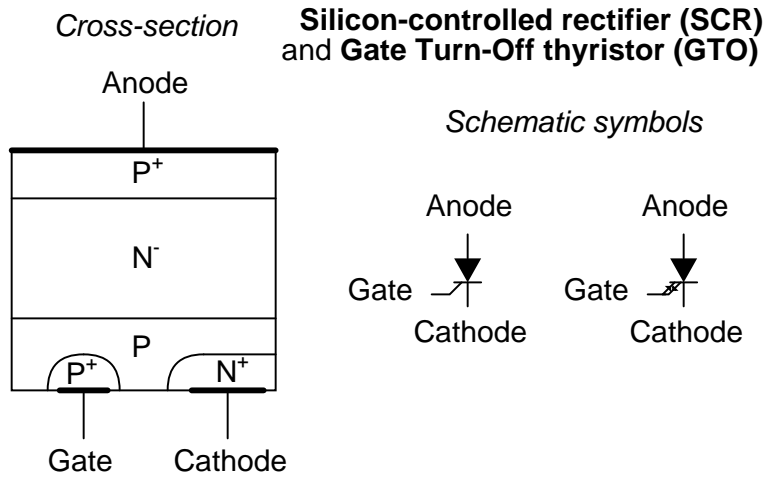 Cross-section
Silicon-controlled rectifier (SCR)
and Gate Turn-Off thyristor (GTO)
Anode
Schematic symbols
P⁺
N⁻
P
P⁺
N⁺
Gate
Cathode
Anode
Gate
Cathode
Anode
Gate
Cathode